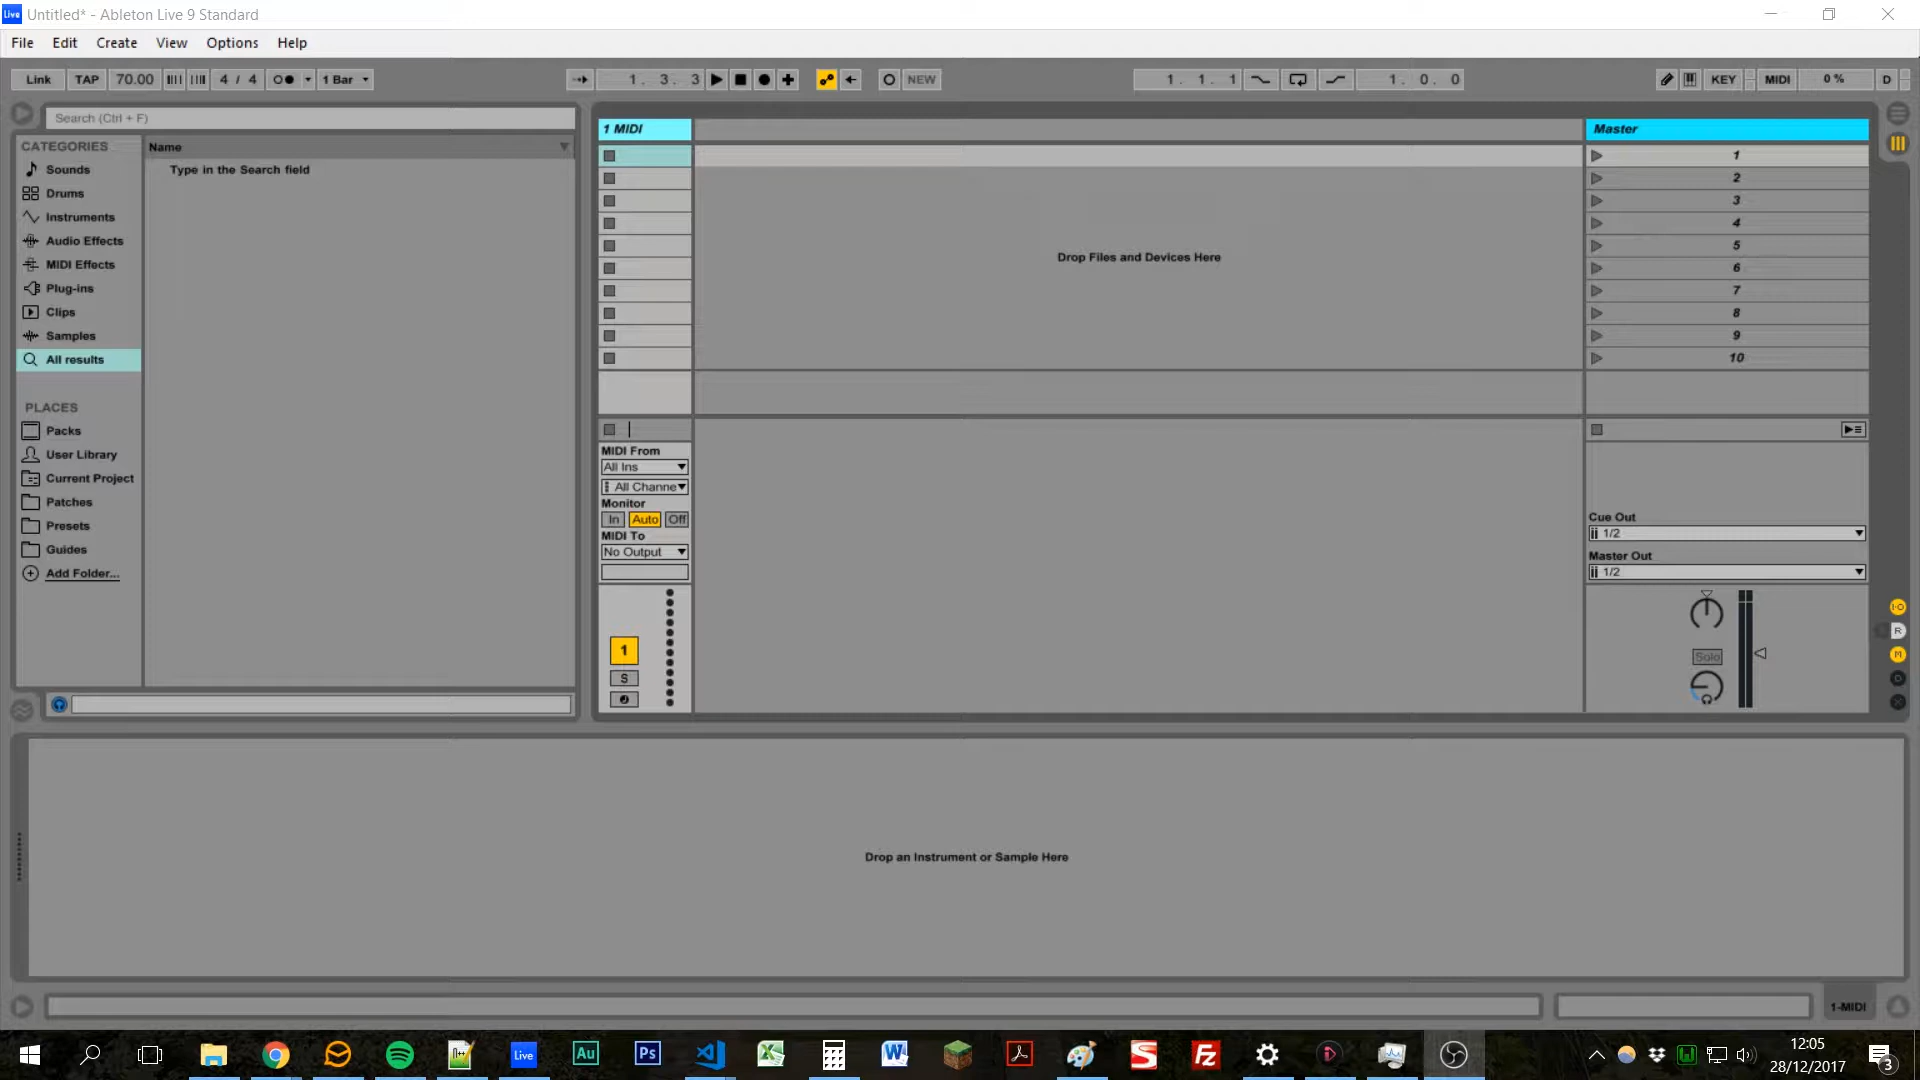 Live Untitled* - Ableton Live 9 Standard
File Edit Create View Options Help
Link TAP 70.00 4 / 4 1 Bar 1. 3. 3 NEW 1. 1. 1 1. 0. 0 KEY MIDI 0 % D
Search (Ctrl + F)
CATEGORIES
Sounds
Drums
Instruments
Audio Effects
MIDI Effects
Plug-ins
Clips
Samples
All results
PLACES
Packs
User Library
Current Project
Patches
Presets
Guides
Add Folder...
Name
Type in the Search field
1 MIDI
Drop Files and Devices Here
MIDI From
All Ins
All Channe
Monitor
In Auto Off
MIDI To
No Output
1
S
Master
1
2
3
4
5
6
7
8
9
10
Cue Out
1/2
Master Out
1/2
Solo
I-O
R
M
D
X
Drop an Instrument or Sample Here
1-MIDI
Live Au Ps
12:05
28/12/2017
3